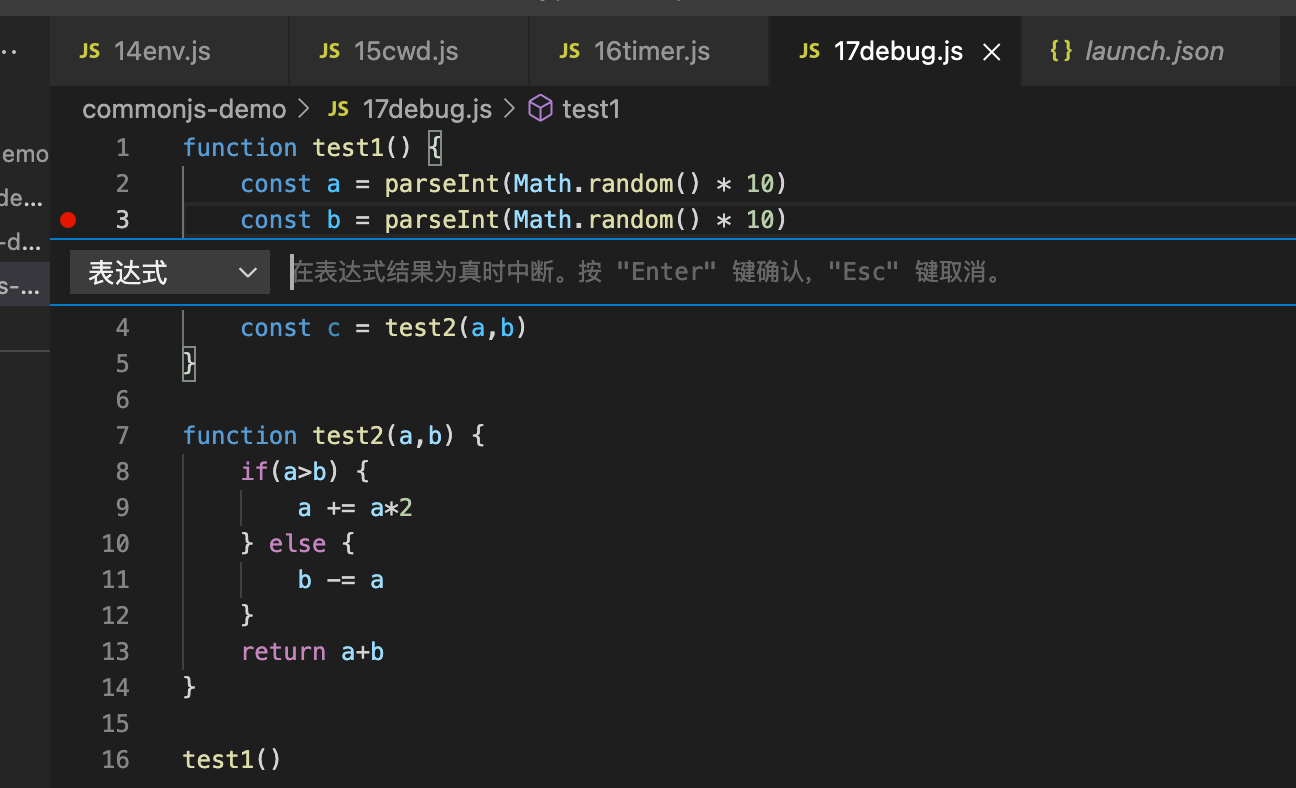 JS 14env.js JS 15cwd.js JS 16timer.js JS 17debug.js × {} launch.json
commonjs-demo > JS 17debug.js > test1
emo
de...
-d...
s-...
1 function test1() {
2 const a = parseInt(Math.random() * 10)
3 const b = parseInt(Math.random() * 10)
表达式 在表达式结果为真时中断。按 "Enter" 键确认，"Esc" 键取消。
4 const c = test2(a,b)
5 }
6
7 function test2(a,b) {
8 if(a>b) {
9 a += a*2
10 } else {
11 b -= a
12 }
13 return a+b
14 }
15
16 test1()